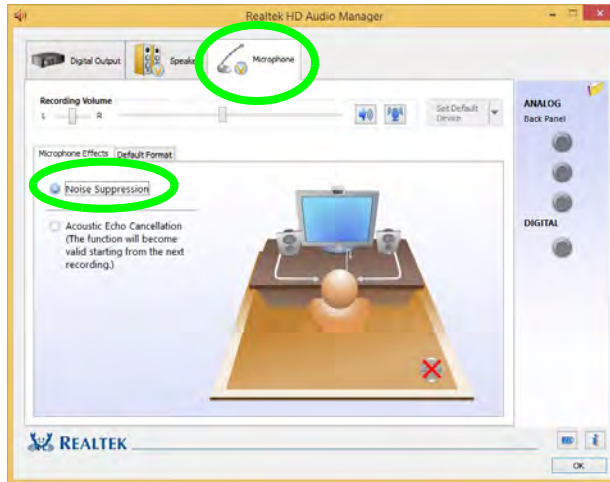 Realtek HD Audio Manager
Digital Output
Speakers
Microphone
Recording Volume
L
R
Set Default
Device
ANALOG
Back Panel
Microphone Effects
Default Format
Noise Suppression
Acoustic Echo Cancellation
(The function will become
valid starting from the next
recording.)
DIGITAL
REALTEK
OK